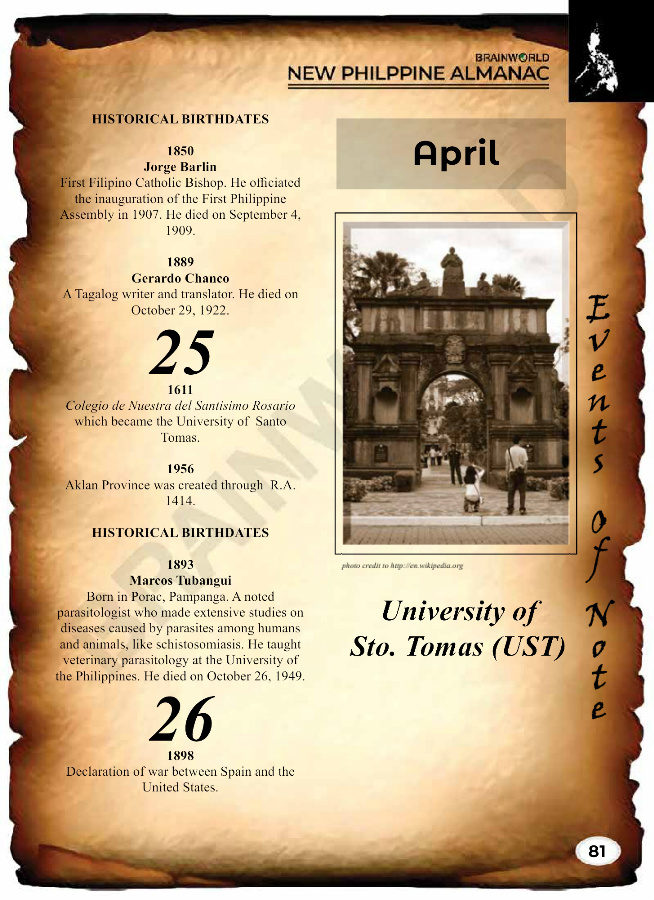 BRAINWORLD
NEW PHILPPINE ALMANAC
HISTORICAL BIRTHDATES
1850
Jorge Barlin
First Filipino Catholic Bishop. He officiated
the inauguration of the First Philippine
Assembly in 1907. He died on September 4,
1909.
1889
Gerardo Chanco
A Tagalog writer and translator. He died on
October 29, 1922.
25
1611
Colegio de Nuestra del Santisimo Rosario
which became the University of Santo
Tomas.
1956
Aklan Province was created through R.A.
1414.
HISTORICAL BIRTHDATES
1893
Marcos Tubangui
Born in Porac, Pampanga. A noted
parasitologist who made extensive studies on
diseases caused by parasites among humans
and animals, like schistosomiasis. He taught
veterinary parasitology at the University of
the Philippines. He died on October 26, 1949.
26
1898
Declaration of war between Spain and the
United States.
April
photo credit to http://en.wikipedia.org
University of
Sto. Tomas (UST)
Events of Note
81
BRAINWORLD